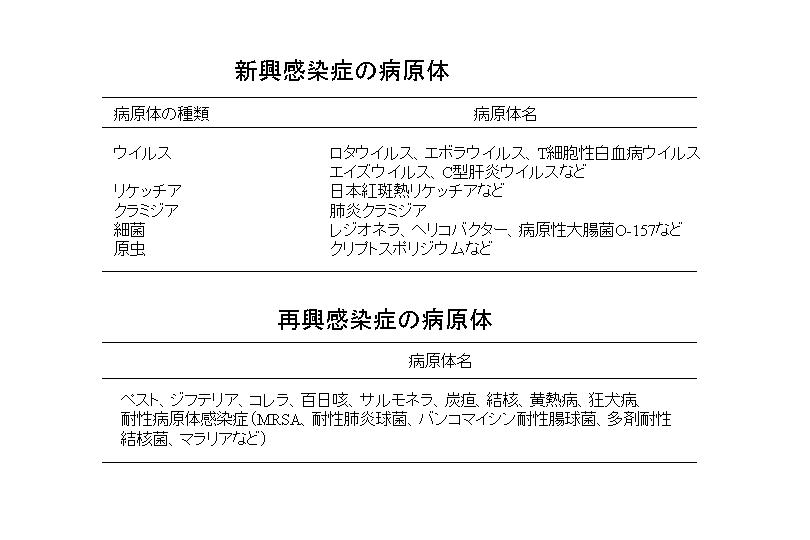 新興感染症の病原体
病原体の種類 病原体名
ウイルス ロタウイルス、エボラウイルス、T細胞性白血病ウイルス
エイズウイルス、C型肝炎ウイルスなど
リケッチア 日本紅斑熱リケッチアなど
クラミジア 肺炎クラミジア
細菌 レジオネラ、ヘリコバクター、病原性大腸菌O-157など
原虫 クリプトスポリジウムなど
再興感染症の病原体
病原体名
ペスト、ジフテリア、コレラ、百日咳、サルモネラ、炭疽、結核、黄熱病、狂犬病、
耐性病原体感染症（MRSA、耐性肺炎球菌、バンコマイシン耐性腸球菌、多剤耐性
結核菌、マラリアなど）